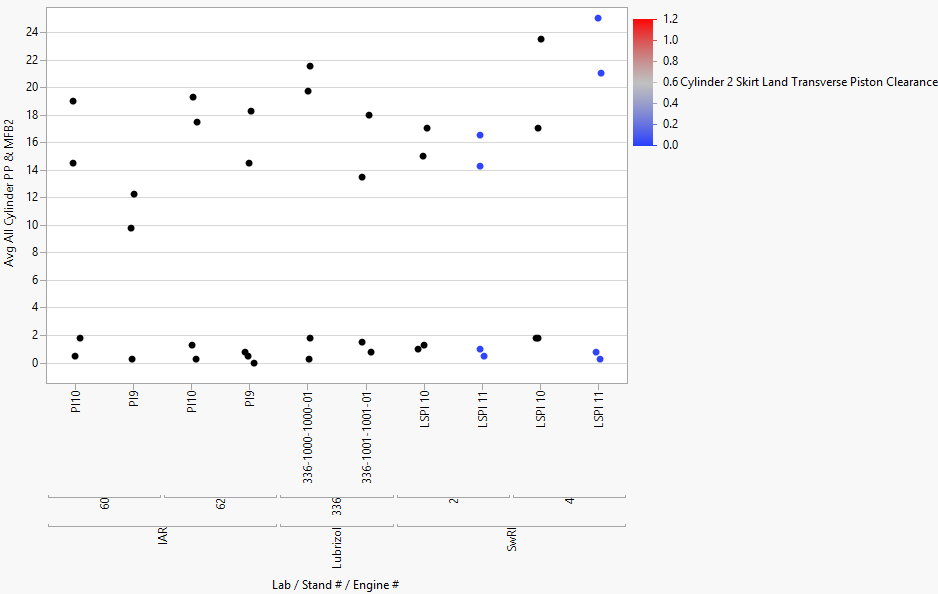 Avg All Cylinder PP & MFB2
24
22
20
18
16
14
12
10
8
6
4
2
0
1.2
1.0
0.8
0.6
0.4
0.2
0.0
Cylinder 2 Skirt Land Transverse Piston Clearance
PI10
PI9
PI10
PI9
336-1000-1000-01
336-1001-1001-01
LSPI 10
LSPI 11
LSPI 10
LSPI 11
60
62
336
2
4
IAR
Lubrizol
SwRI
Lab / Stand # / Engine #